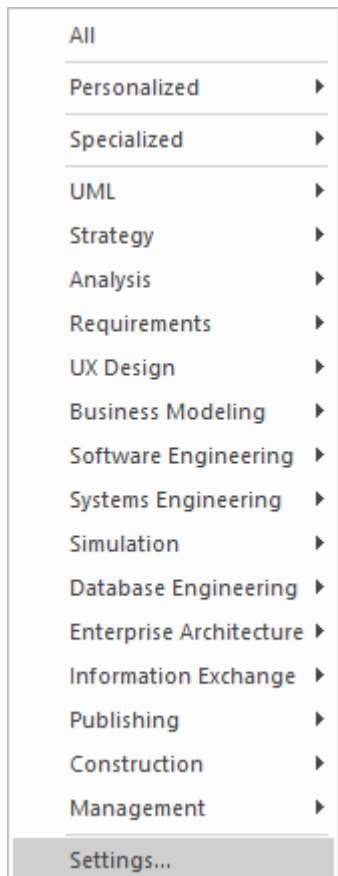 All
Personalized
Specialized
UML
Strategy
Analysis
Requirements
UX Design
Business Modeling
Software Engineering
Systems Engineering
Simulation
Database Engineering
Enterprise Architecture
Information Exchange
Publishing
Construction
Management
Settings...